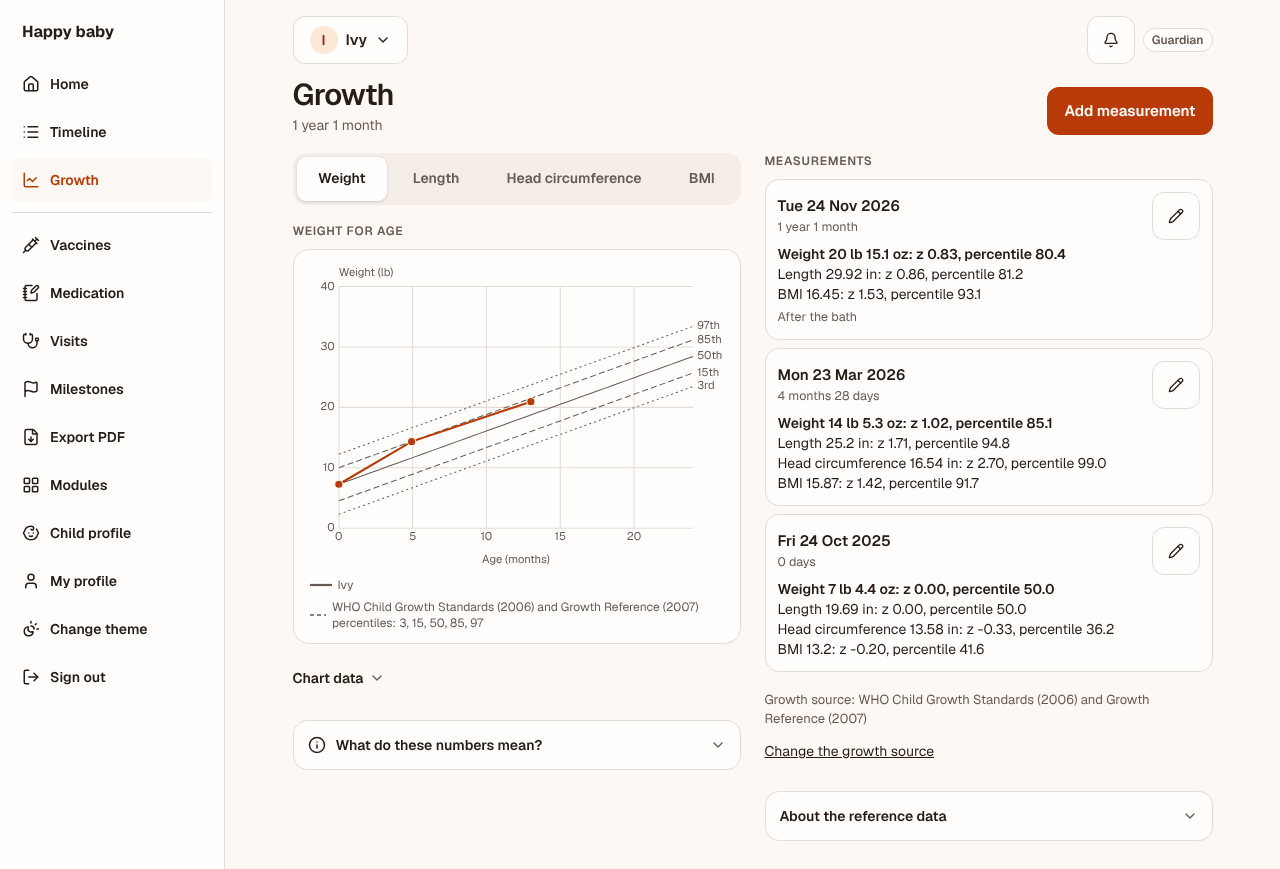 Happy baby
Home
Timeline
Growth
Vaccines
Medication
Visits
Milestones
Export PDF
Modules
Child profile
My profile
Change theme
Sign out
I Ivy
Guardian
Growth
1 year 1 month
Add measurement
Weight Length Head circumference BMI
WEIGHT FOR AGE
Weight (lb)
40
30
20
10
0
97th
85th
50th
15th
3rd
0 5 10 15 20
Age (months)
Ivy
WHO Child Growth Standards (2006) and Growth Reference (2007)
percentiles: 3, 15, 50, 85, 97
Chart data
What do these numbers mean?
MEASUREMENTS
Tue 24 Nov 2026
1 year 1 month
Weight 20 lb 15.1 oz: z 0.83, percentile 80.4
Length 29.92 in: z 0.86, percentile 81.2
BMI 16.45: z 1.53, percentile 93.1
After the bath
Mon 23 Mar 2026
4 months 28 days
Weight 14 lb 5.3 oz: z 1.02, percentile 85.1
Length 25.2 in: z 1.71, percentile 94.8
Head circumference 16.54 in: z 2.70, percentile 99.0
BMI 15.87: z 1.42, percentile 91.7
Fri 24 Oct 2025
0 days
Weight 7 lb 4.4 oz: z 0.00, percentile 50.0
Length 19.69 in: z 0.00, percentile 50.0
Head circumference 13.58 in: z -0.33, percentile 36.2
BMI 13.2: z -0.20, percentile 41.6
Growth source: WHO Child Growth Standards (2006) and Growth
Reference (2007)
Change the growth source
About the reference data